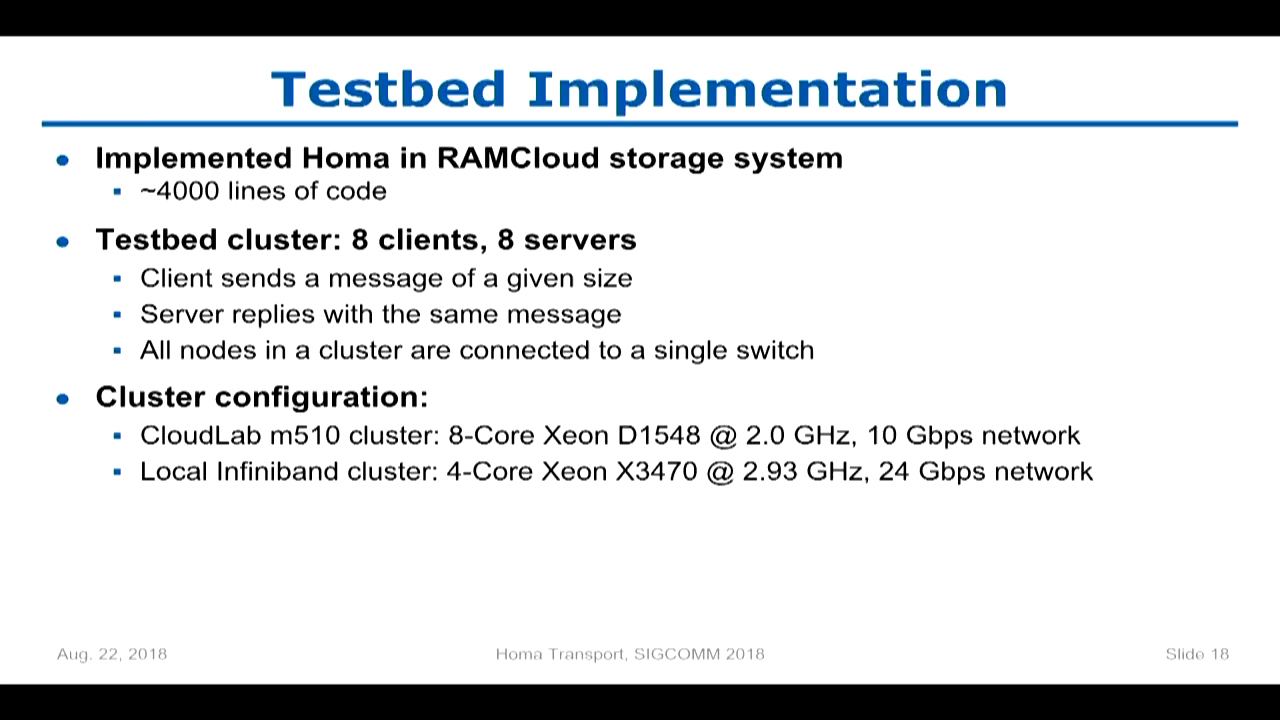 Testbed Implementation
Implemented Homa in RAMCloud storage system
~4000 lines of code
Testbed cluster: 8 clients, 8 servers
Client sends a message of a given size
Server replies with the same message
All nodes in a cluster are connected to a single switch
Cluster configuration:
CloudLab m510 cluster: 8-Core Xeon D1548 @ 2.0 GHz, 10 Gbps network
Local Infiniband cluster: 4-Core Xeon X3470 @ 2.93 GHz, 24 Gbps network
Aug. 22, 2018
Homa Transport, SIGCOMM 2018
Slide 18